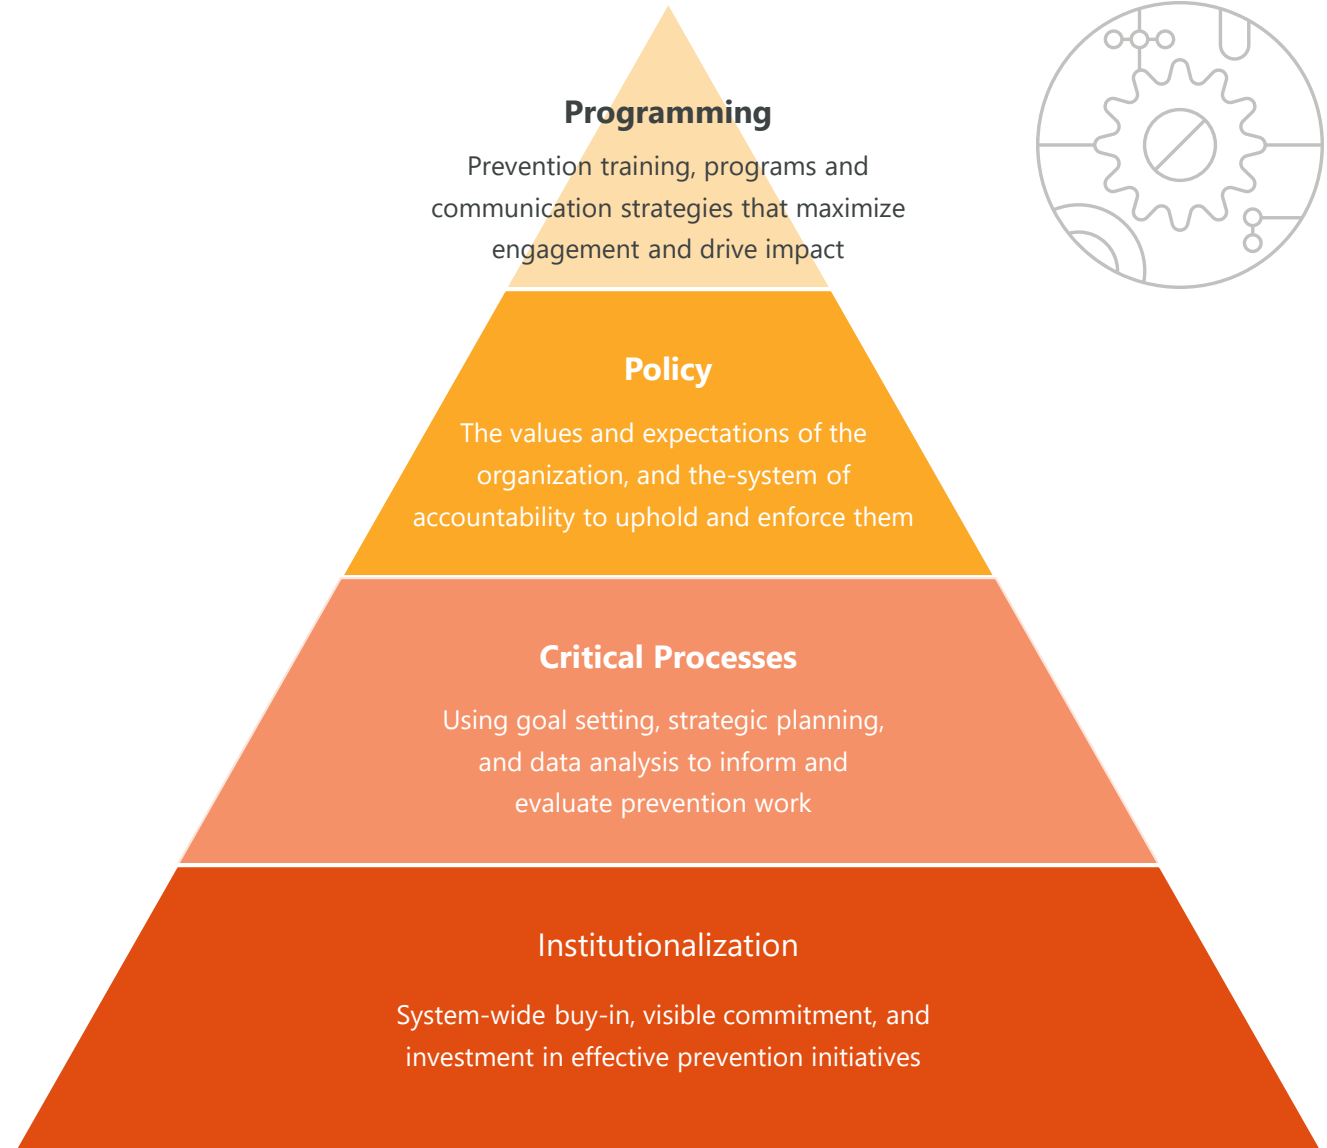 Programming
Prevention training, programs and
communication strategies that maximize
engagement and drive impact
Policy
The values and expectations of the
organization, and the-system of
accountability to uphold and enforce them
Critical Processes
Using goal setting, strategic planning,
and data analysis to inform and
evaluate prevention work
Institutionalization
System-wide buy-in, visible commitment, and
investment in effective prevention initiatives